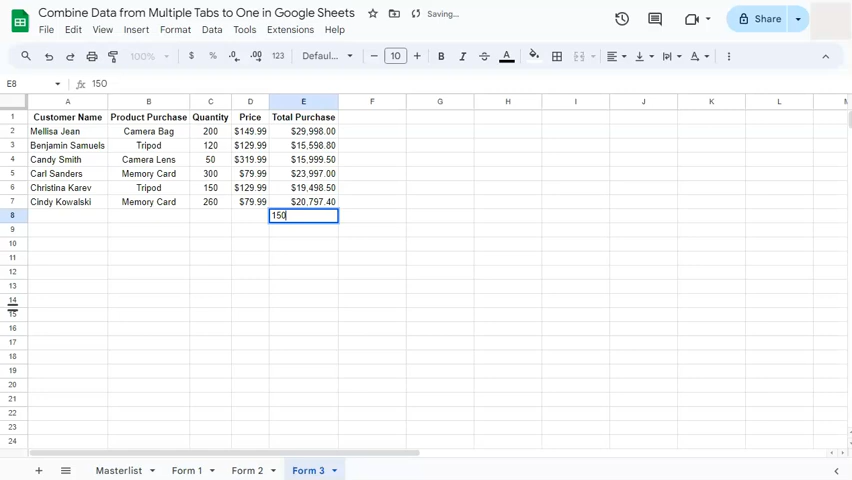 Combine Data from Multiple Tabs to One in Google Sheets Saving...
File Edit View Insert Format Data Tools Extensions Help
Share
100% $ % .0 .00 123 Defaul... 10 B I S A
E8 fx 150
A B C D E F G H I J K L M
1 Customer Name Product Purchase Quantity Price Total Purchase
2 Mellisa Jean Camera Bag 200 $149.99 $29,998.00
3 Benjamin Samuels Tripod 120 $129.99 $15,598.80
4 Candy Smith Camera Lens 50 $319.99 $15,999.50
5 Carl Sanders Memory Card 300 $79.99 $23,997.00
6 Christina Karev Tripod 150 $129.99 $19,498.50
7 Cindy Kowalski Memory Card 260 $79.99 $20,797.40
8 150
9
10
11
12
13
14
15
16
17
18
19
20
21
22
23
24
Masterlist Form 1 Form 2 Form 3